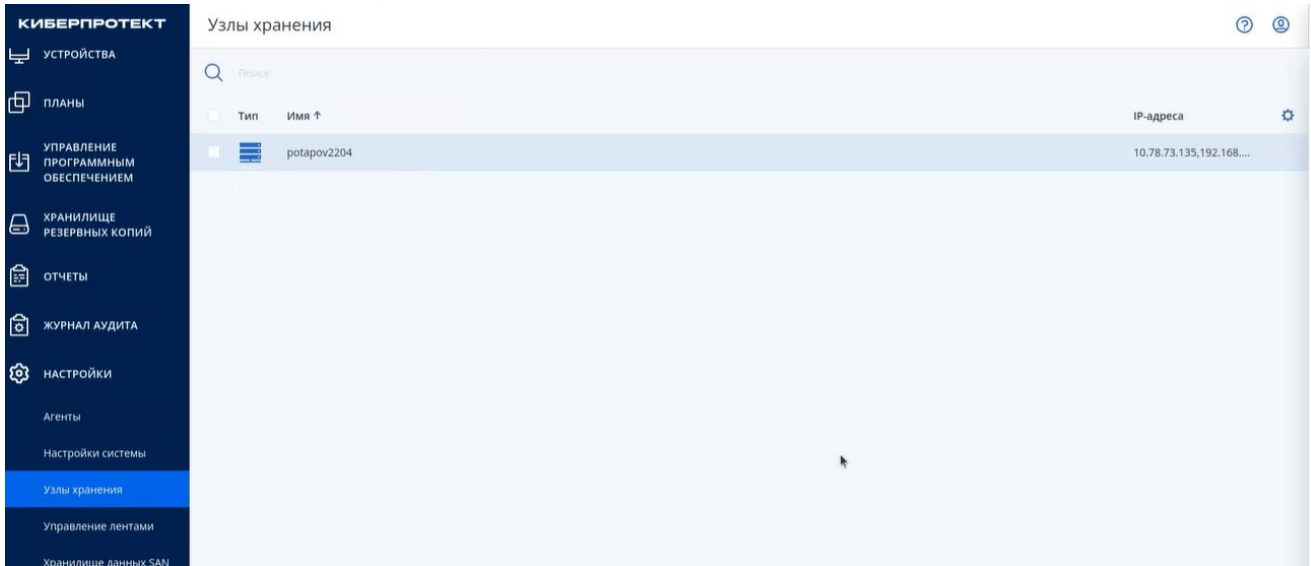 КИБЕРПРОТЕКТ
Узлы хранения
УСТРОЙСТВА
Поиск
ПЛАНЫ
Тип Имя ↑ IP-адреса
УПРАВЛЕНИЕ
ПРОГРАММНЫМ
ОБЕСПЕЧЕНИЕМ
potapov2204 10.78.73.135,192.168....
ХРАНИЛИЩЕ
РЕЗЕРВНЫХ КОПИЙ
ОТЧЕТЫ
ЖУРНАЛ АУДИТА
НАСТРОЙКИ
Агенты
Настройки системы
Узлы хранения
Управление лентами
Хранилище данных SAN